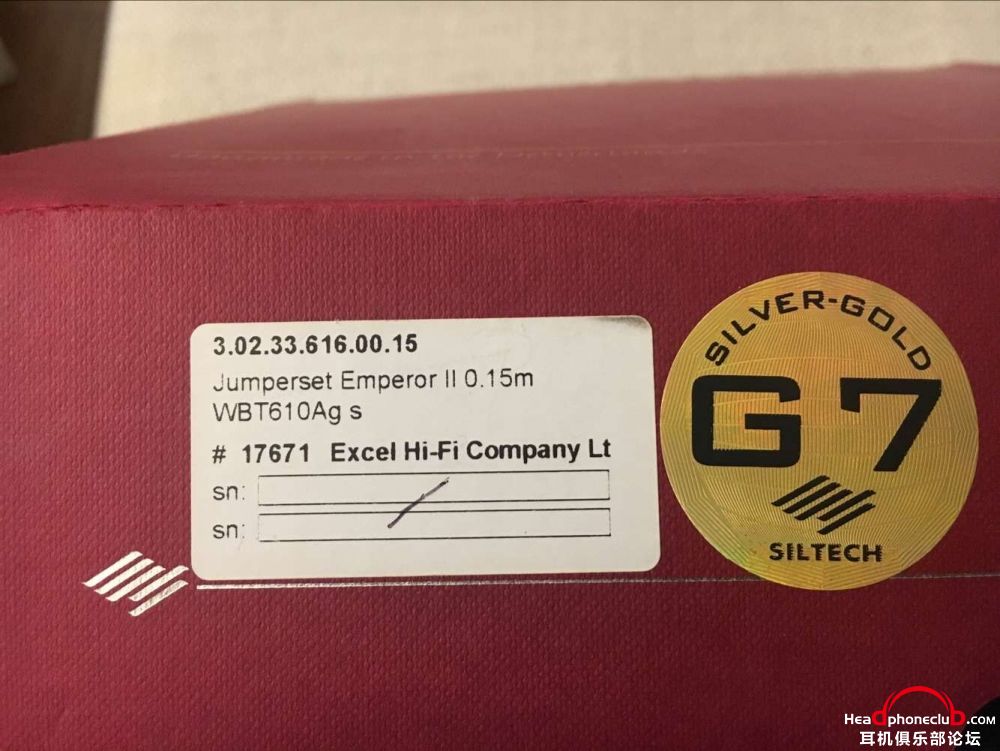 3.02.33.616.00.15
Jumperset Emperor II 0.15m
WBT610Ag s
# 17671 Excel Hi-Fi Company Lt
sn:
sn:
SILVER-GOLD
G7
SILTECH
HeadphoneclubD.com
耳机俱乐部论坛